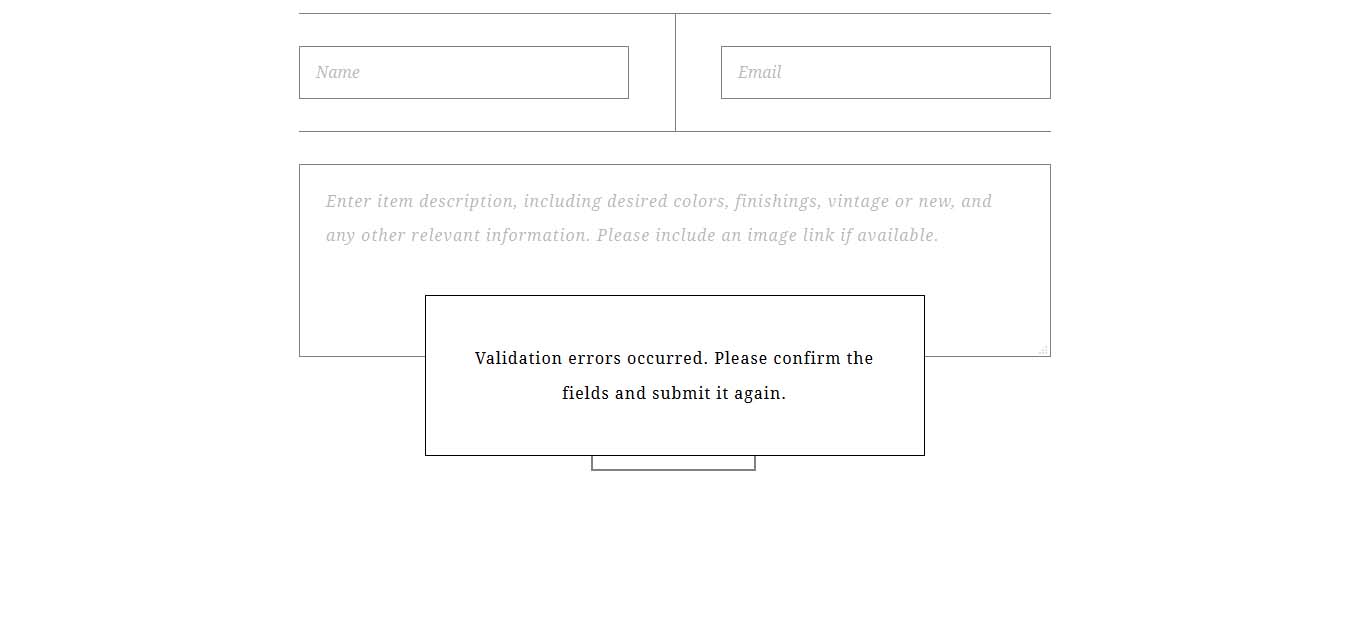 Name
Email
Enter item description, including desired colors, finishings, vintage or new, and
any other relevant information. Please include an image link if available.
Validation errors occurred. Please confirm the
fields and submit it again.